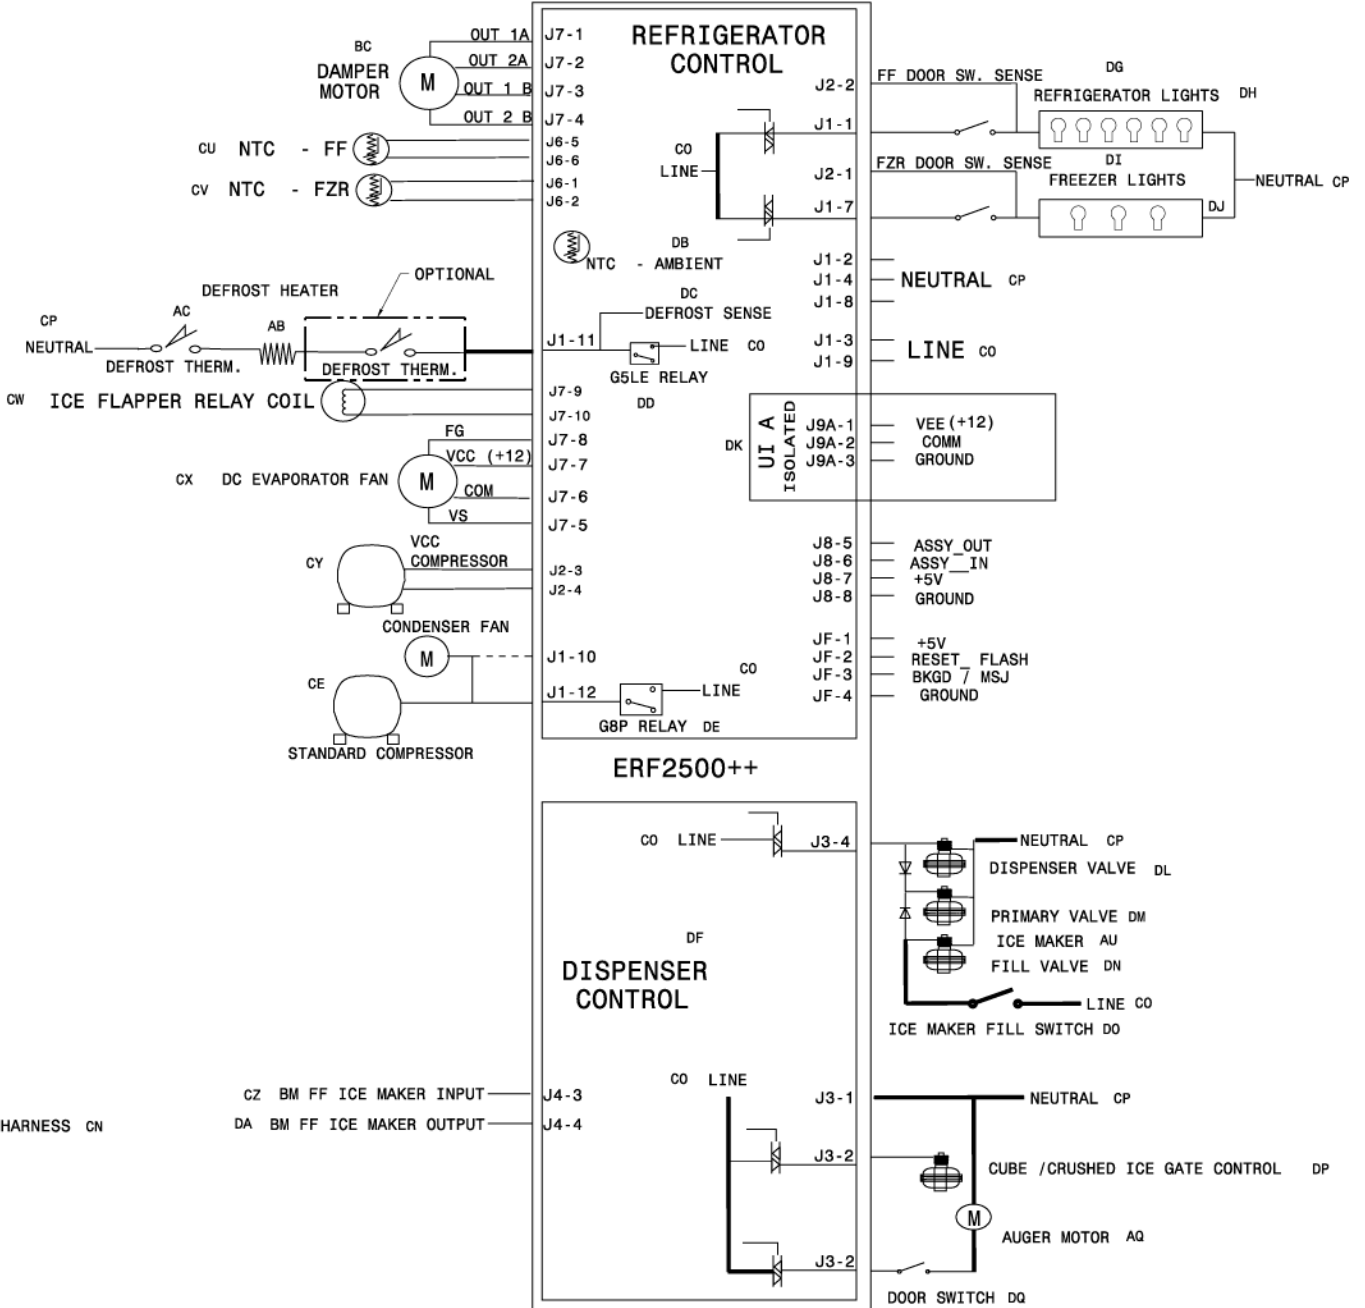 BC
DAMPER
MOTOR
M
OUT 1A
OUT 2A
OUT 1 B
OUT 2 B
J7-1
J7-2
J7-3
J7-4
CU NTC - FF
J6-5
J6-6
CV NTC - FZR
J6-1
J6-2
REFRIGERATOR
CONTROL
CO
LINE
J2-2
J1-1
J2-1
J1-7
FF DOOR SW. SENSE
DG
REFRIGERATOR LIGHTS DH
FZR DOOR SW. SENSE
DI
FREEZER LIGHTS
DJ
NEUTRAL CP
DB
NTC - AMBIENT
J1-2
J1-4
J1-8
NEUTRAL CP
J1-3
J1-9
LINE CO
OPTIONAL
DEFROST HEATER
CP
NEUTRAL
AC
DEFROST THERM.
AB
DEFROST THERM.
J1-11
DC
DEFROST SENSE
LINE CO
G5LE RELAY
DD
CW ICE FLAPPER RELAY COIL
J7-9
J7-10
CX DC EVAPORATOR FAN
M
FG
VCC (+12)
COM
VS
J7-8
J7-7
J7-6
J7-5
DK
UI A
ISOLATED
J9A-1
J9A-2
J9A-3
VEE (+12)
COMM
GROUND
CY
VCC
COMPRESSOR
J2-3
J2-4
J8-5
J8-6
J8-7
J8-8
ASSY_OUT
ASSY__IN
+5V
GROUND
CONDENSER FAN
M
J1-10
CE
STANDARD COMPRESSOR
J1-12
CO
LINE
G8P RELAY DE
JF-1
JF-2
JF-3
JF-4
+5V
RESET_ FLASH
BKGD / MSJ
GROUND
ERF2500++
CO LINE
J3-4
NEUTRAL CP
DISPENSER VALVE DL
PRIMARY VALVE DM
ICE MAKER AU
FILL VALVE DN
LINE CO
ICE MAKER FILL SWITCH DO
DF
DISPENSER
CONTROL
HARNESS CN
CZ BM FF ICE MAKER INPUT
DA BM FF ICE MAKER OUTPUT
J4-3
J4-4
CO LINE
J3-1
J3-2
J3-2
NEUTRAL CP
CUBE /CRUSHED ICE GATE CONTROL DP
M
AUGER MOTOR AQ
DOOR SWITCH DQ